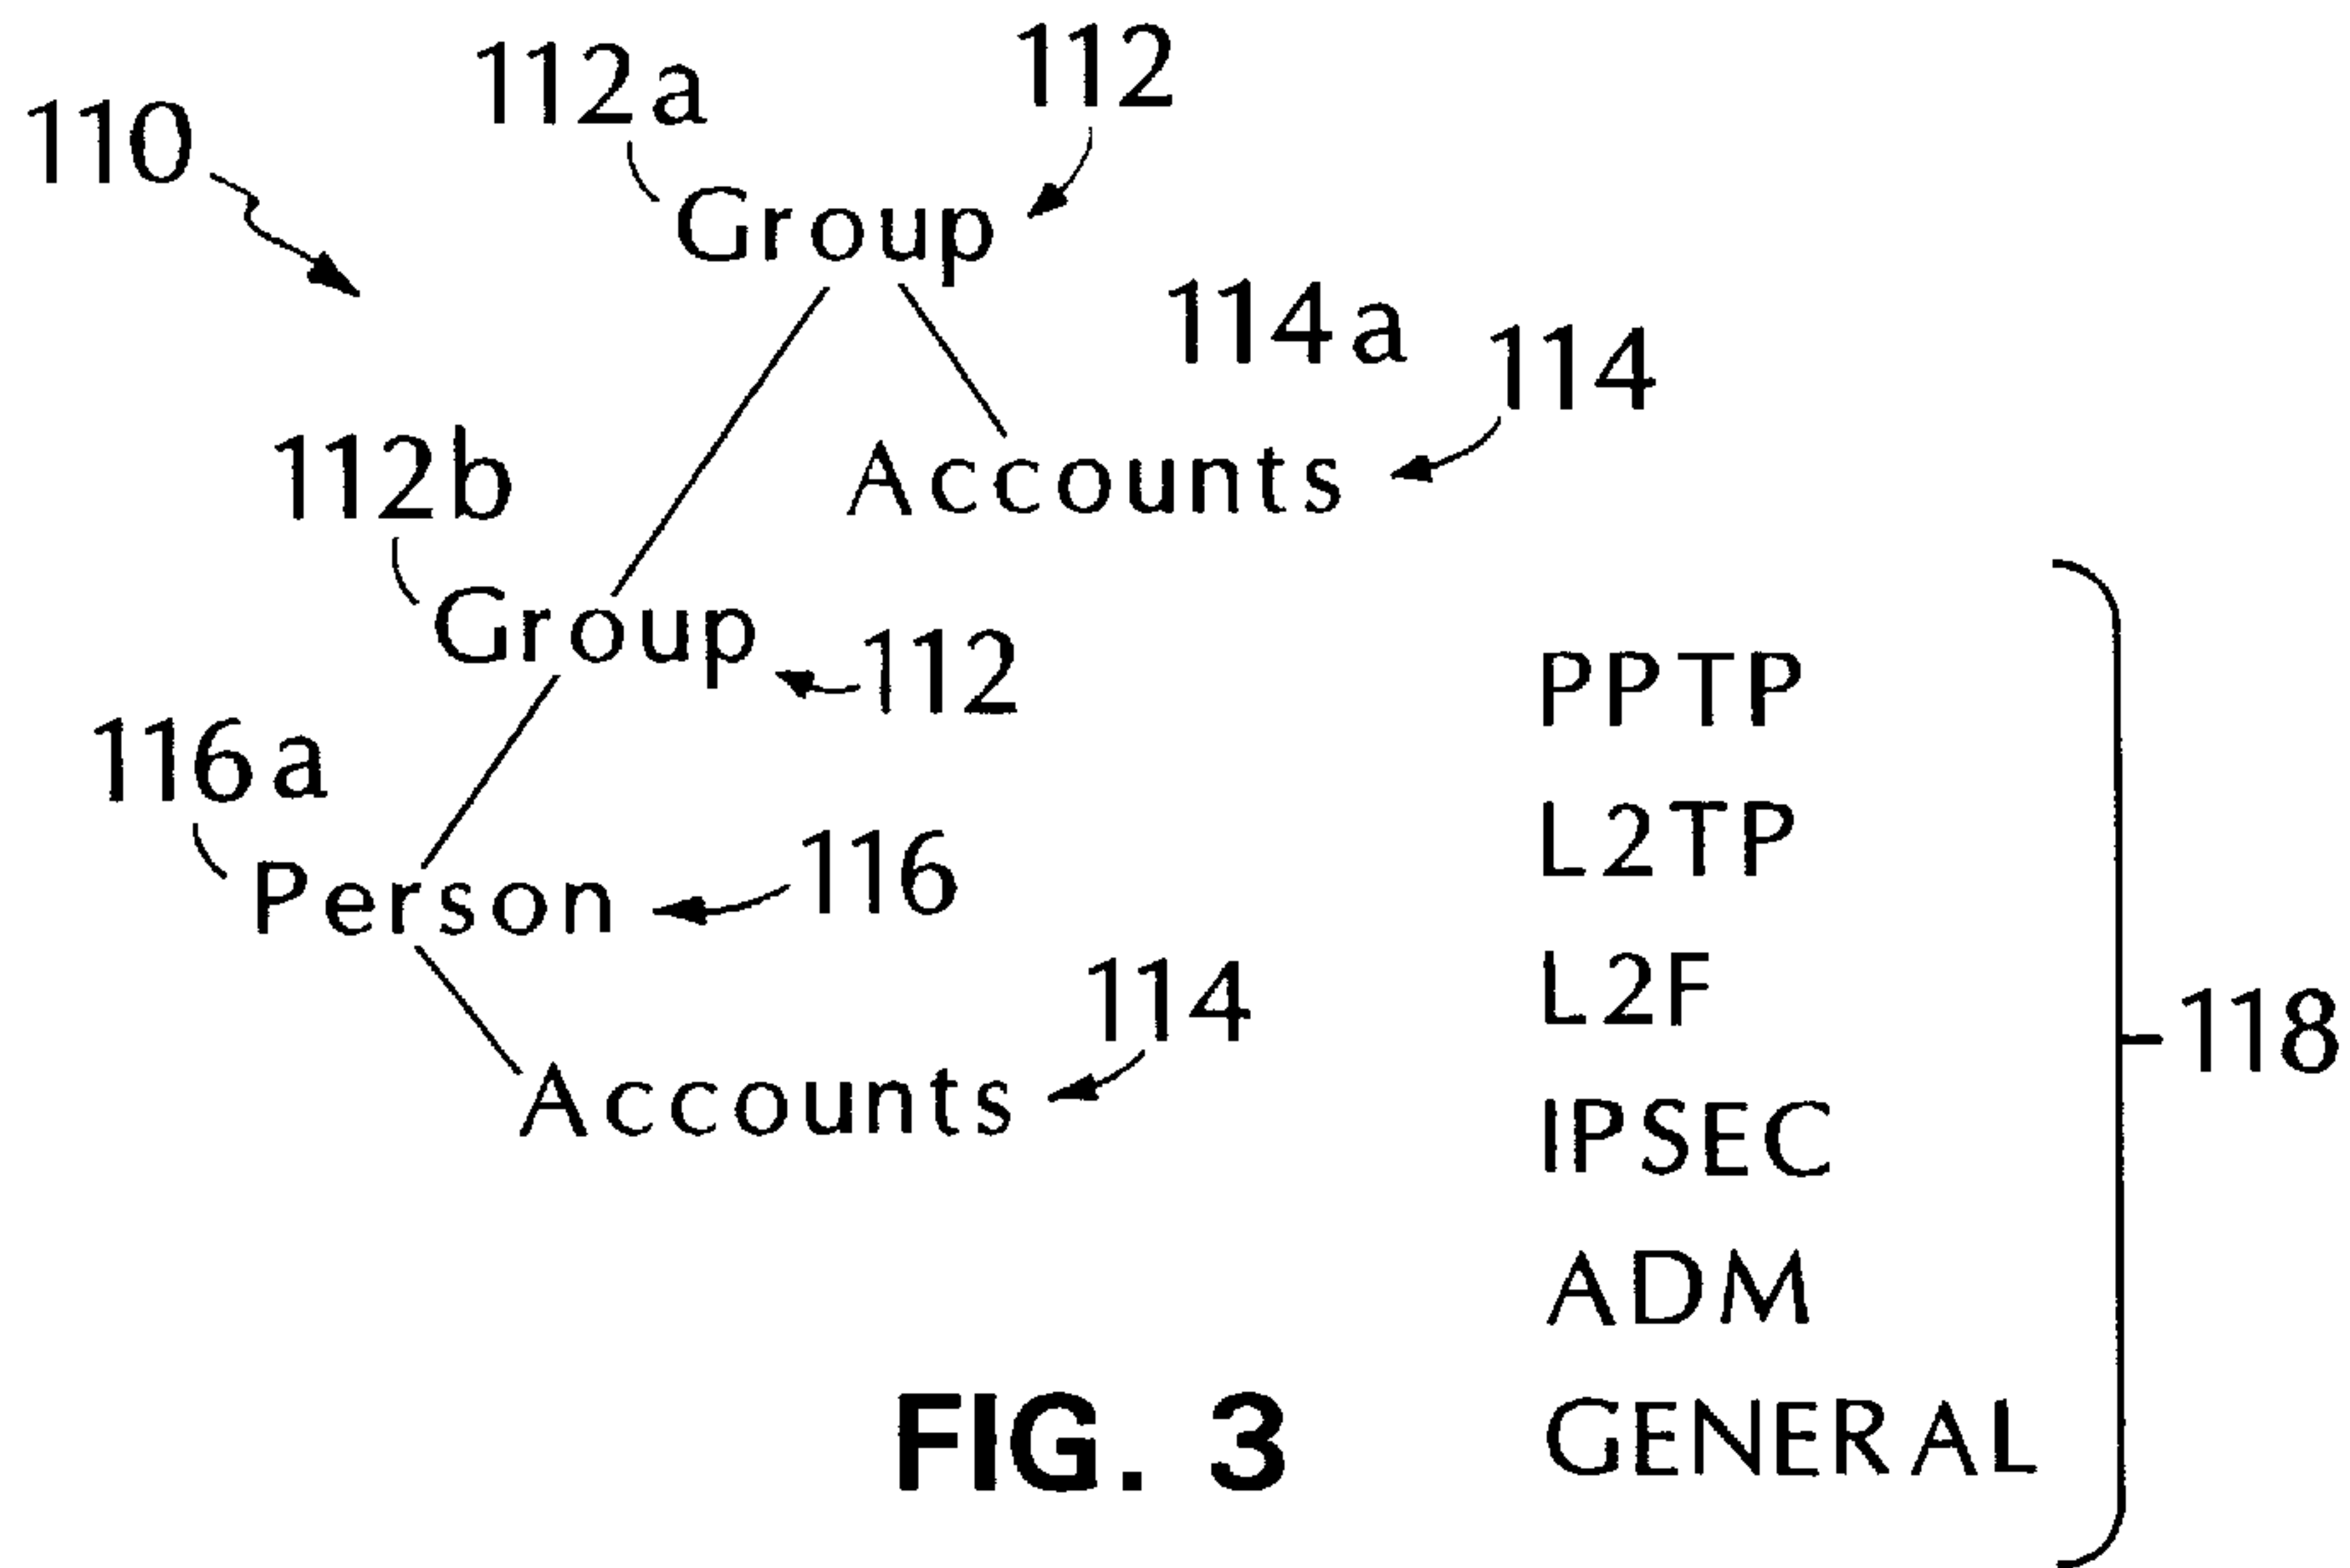 112a 112
110
Group
114a 114
112b Accounts
Group 112
116a
Person 116
114
Accounts
PPTP
L2TP
L2F
IPSEC
ADM
GENERAL
118
FIG. 3